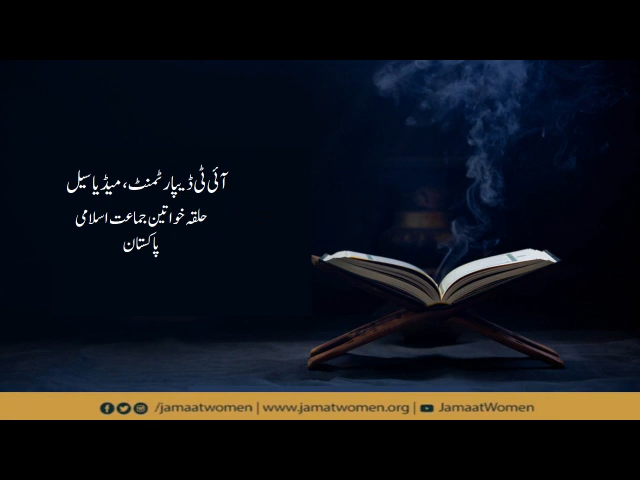 آئی ٹی ڈیپارٹمنٹ، میڈیا سیل
حلقہ خواتین جماعت اسلامی
پاکستان
/jamaatwomen | www.jamatwomen.org | JamaatWomen